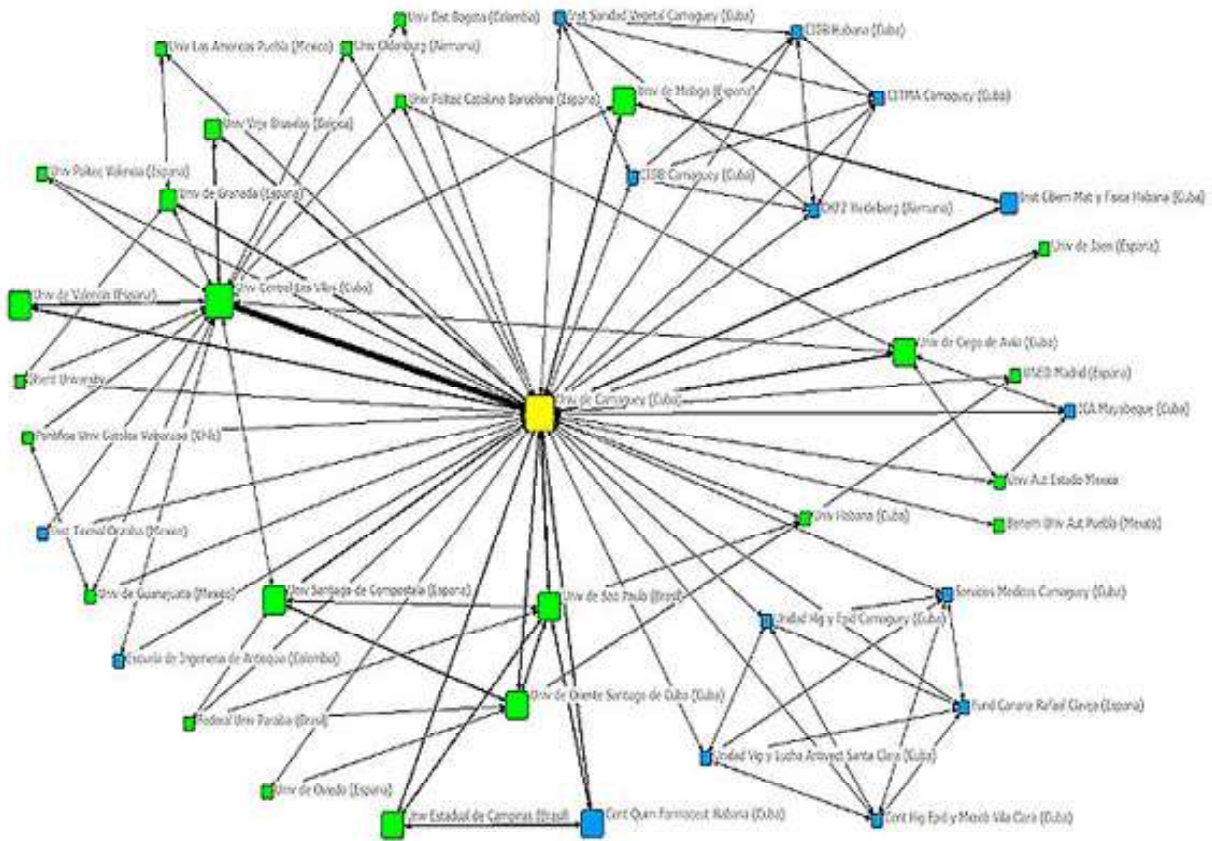 Univ Dist Bogota (Colombia)
Inst Sanidad Vegetal Camaguey (Cuba)
CIGB Habana (Cuba)
Univ Las Americas Puebla (Mexico)
Univ Oldenburg (Alemania)
Univ Politec Cataluna Barcelona (Espana)
Univ de Malaga (Espana)
CITMA Camaguey (Cuba)
Univ Vrije Bruselas (Belgica)
Univ Politec Valencia (Espana)
Univ de Granada (Espana)
CIGB Camaguey (Cuba)
DKFZ Heidelberg (Alemania)
Inst Cibern Mat y Fisica Habana (Cuba)
Univ de Jaen (Espana)
Univ Central Las Villas (Cuba)
Univ de Valencia (Espana)
Univ de Ciego de Avila (Cuba)
Ghent University
UNED Madrid (Espana)
Univ de Camaguey (Cuba)
ICA Mayabeque (Cuba)
Pontificia Univ Catolica Valparaiso (Chile)
Univ Aut Estado Mexico
Univ Habana (Cuba)
Benem Univ Aut Puebla (Mexico)
Inst Tecnol Orizaba (Mexico)
Univ de Guanajuato (Mexico)
Univ Santiago de Compostela (Espana)
Univ de Sao Paulo (Brasil)
Servicios Medicos Camaguey (Cuba)
Unidad Hig y Epid Camaguey (Cuba)
Escuela de Ingenieria de Antioquia (Colombia)
Univ de Oriente Santiago de Cuba (Cuba)
Fund Canaria Rafael Clavijo (Espana)
Federal Univ Paraiba (Brasil)
Unidad Vig y Lucha Antivect Santa Clara (Cuba)
Univ de Oviedo (Espana)
Univ Estadual de Campinas (Brasil)
Cent Quim Farmaceut Habana (Cuba)
Cent Hig Epid y Microb Villa Clara (Cuba)